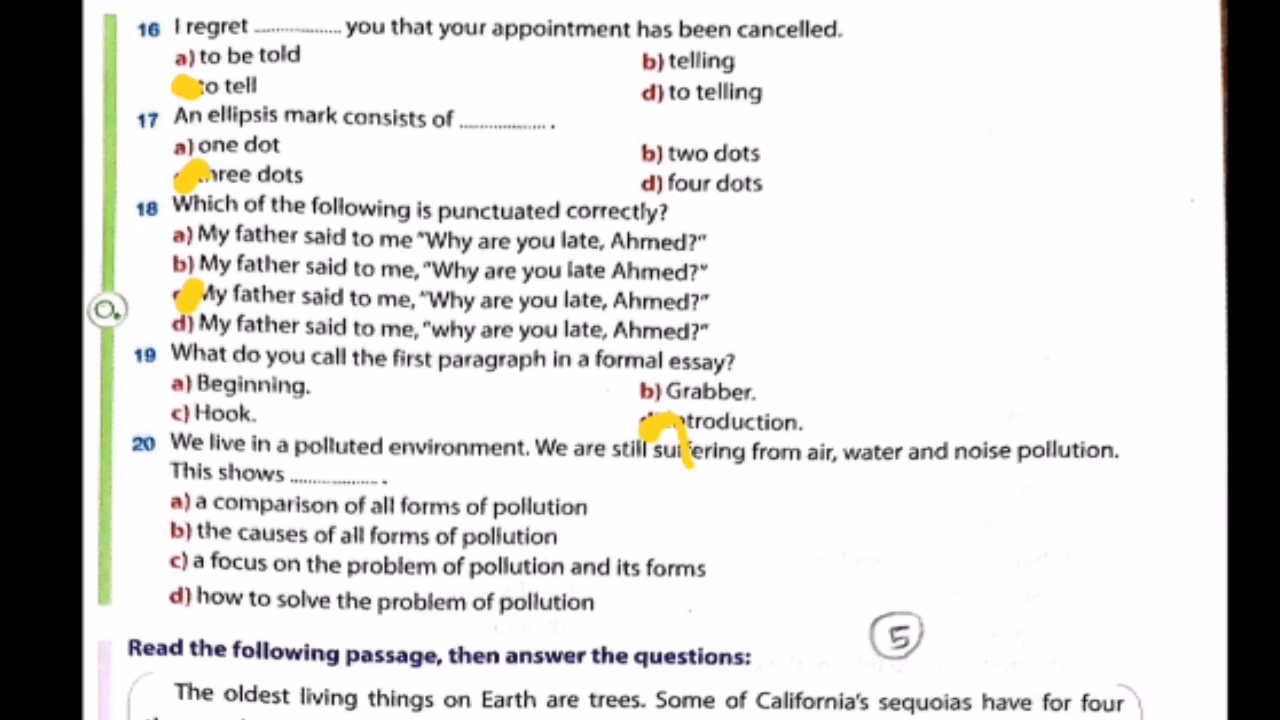 16 I regret ................ you that your appointment has been cancelled.
a) to be told b) telling
to tell d) to telling
17 An ellipsis mark consists of ................ .
a) one dot b) two dots
three dots d) four dots
18 Which of the following is punctuated correctly?
a) My father said to me "Why are you late, Ahmed?"
b) My father said to me, "Why are you late Ahmed?"
My father said to me, "Why are you late, Ahmed?"
d) My father said to me, "why are you late, Ahmed?"
19 What do you call the first paragraph in a formal essay?
a) Beginning. b) Grabber.
c) Hook. introduction.
20 We live in a polluted environment. We are still suffering from air, water and noise pollution.
This shows ................ .
a) a comparison of all forms of pollution
b) the causes of all forms of pollution
c) a focus on the problem of pollution and its forms
d) how to solve the problem of pollution
5
Read the following passage, then answer the questions:
The oldest living things on Earth are trees. Some of California's sequoias have for four